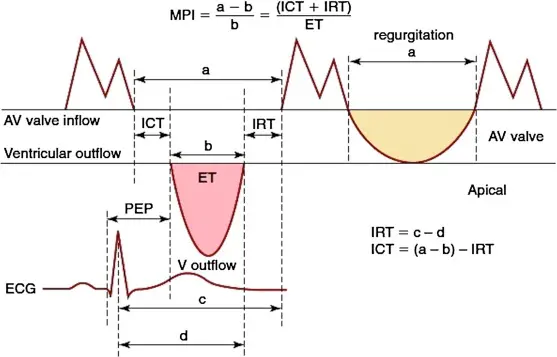 MPI = a – b / b = (ICT + IRT) / ET
regurgitation
a
a
AV valve inflow
ICT
IRT
AV valve
b
Ventricular outflow
ET
Apical
PEP
IRT = c – d
ICT = (a – b) – IRT
V outflow
ECG
c
d